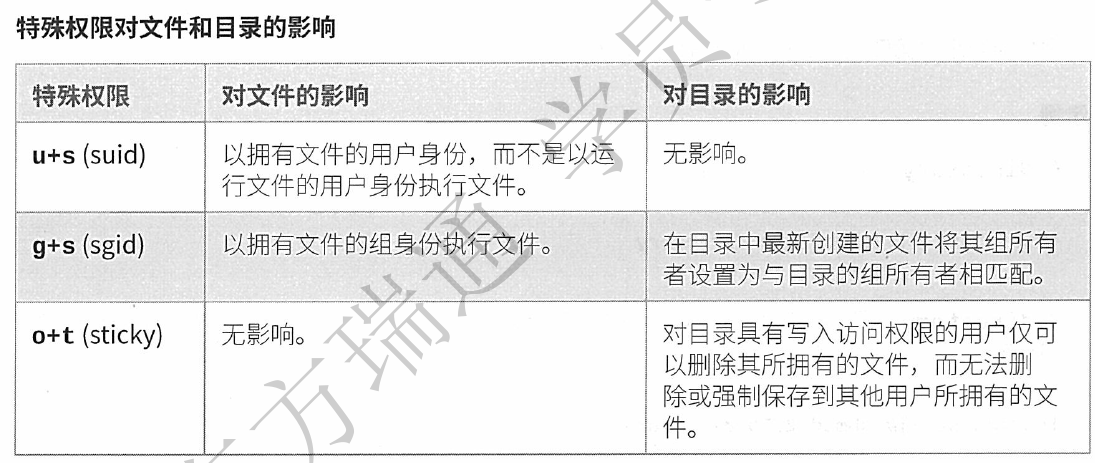 特殊权限对文件和目录的影响
特殊权限
对文件的影响
对目录的影响
u+s (suid)
以拥有文件的用户身份，而不是以运
行文件的用户身份执行文件。
无影响。
g+s (sgid)
以拥有文件的组身份执行文件。
在目录中最新创建的文件将其组所有
者设置为与目录的组所有者相匹配。
o+t (sticky)
无影响。
对目录具有写入访问权限的用户仅可
以删除其所拥有的文件，而无法删
除或强制保存到其他用户所拥有的文
件。
方瑞通 学员